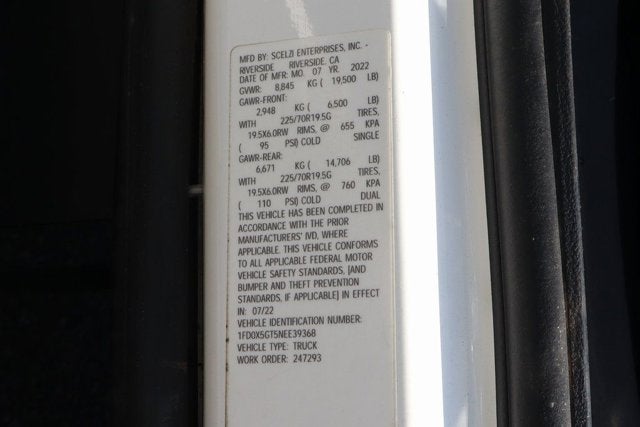 MFD BY: SCELZI ENTERPRISES, INC. -
RIVERSIDE RIVERSIDE, CA
DATE OF MFR: MO. 07 YR. 2022
GVWR: 8,845 KG ( 19,500 LB)
GAWR-FRONT:
2,948 KG ( 6,500 LB)
WITH 225/70R19.5G TIRES,
19.5X6.0RW RIMS, @ 655 KPA
( 95 PSI) COLD SINGLE
GAWR-REAR:
6,671 KG ( 14,706 LB)
WITH 225/70R19.5G TIRES,
19.5X6.0RW RIMS, @ 760 KPA
( 110 PSI) COLD DUAL
THIS VEHICLE HAS BEEN COMPLETED IN
ACCORDANCE WITH THE PRIOR
MANUFACTURERS' IVD, WHERE
APPLICABLE. THIS VEHICLE CONFORMS
TO ALL APPLICABLE FEDERAL MOTOR
VEHICLE SAFETY STANDARDS, [AND
BUMPER AND THEFT PREVENTION
STANDARDS, IF APPLICABLE] IN EFFECT
IN: 07/22
VEHICLE IDENTIFICATION NUMBER:
1FD0X5GT5NEE39368
VEHICLE TYPE: TRUCK
WORK ORDER: 247293